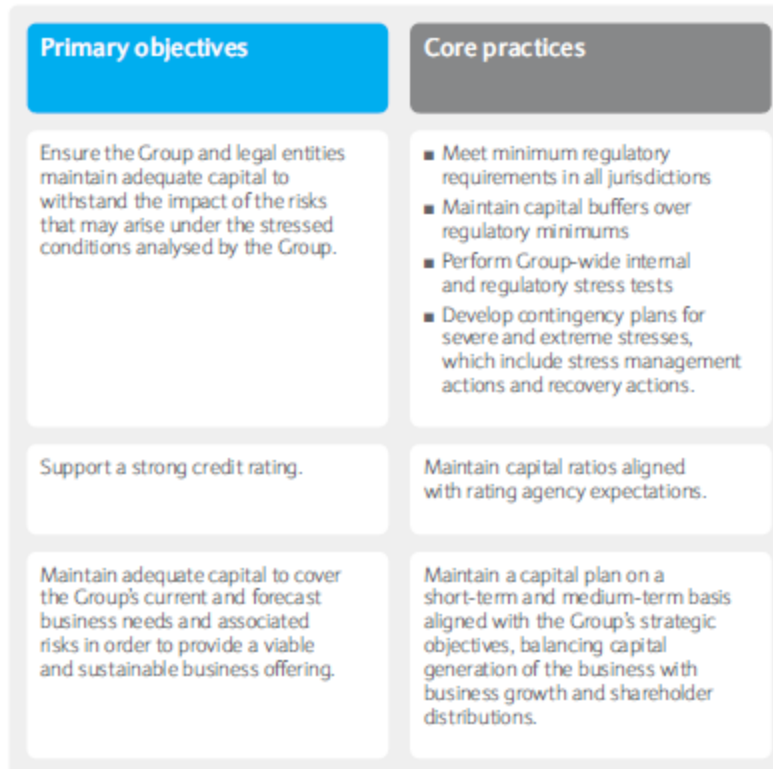 Primary objectives
Core practices
Ensure the Group and legal entities
maintain adequate capital to
withstand the impact of the risks
that may arise under the stressed
conditions analysed by the Group.
■ Meet minimum regulatory
requirements in all jurisdictions
■ Maintain capital buffers over
regulatory minimums
■ Perform Group-wide internal
and regulatory stress tests
■ Develop contingency plans for
severe and extreme stresses,
which include stress management
actions and recovery actions.
Support a strong credit rating.
Maintain capital ratios aligned
with rating agency expectations.
Maintain adequate capital to cover
the Group's current and forecast
business needs and associated
risks in order to provide a viable
and sustainable business offering.
Maintain a capital plan on a
short-term and medium-term basis
aligned with the Group's strategic
objectives, balancing capital
generation of the business with
business growth and shareholder
distributions.